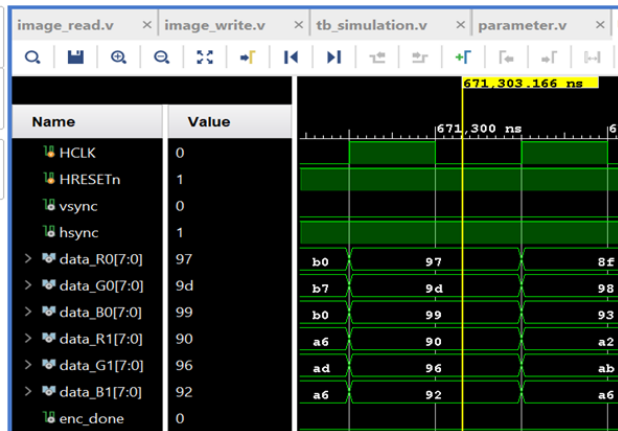 image_read.v × image_write.v × tb_simulation.v × parameter.v ×
671,303.166 ns
Name Value
671,300 ns 6
HCLK 0
HRESETn 1
vsync 0
hsync 1
> data_R0[7:0] 97 b0 97 8f
> data_G0[7:0] 9d b7 9d 98
> data_B0[7:0] 99 b0 99 93
> data_R1[7:0] 90 a6 90 a2
> data_G1[7:0] 96 ad 96 ab
> data_B1[7:0] 92 a6 92 a6
enc_done 0